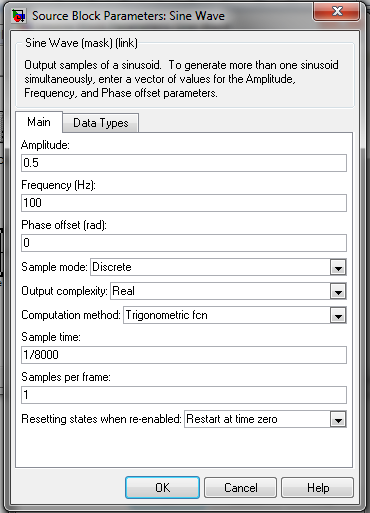 Source Block Parameters: Sine Wave
Sine Wave (mask) (link)
Output samples of a sinusoid. To generate more than one sinusoid
simultaneously, enter a vector of values for the Amplitude,
Frequency, and Phase offset parameters.
Main Data Types
Amplitude:
0.5
Frequency (Hz):
100
Phase offset (rad):
0
Sample mode: Discrete
Output complexity: Real
Computation method: Trigonometric fcn
Sample time:
1/8000
Samples per frame:
1
Resetting states when re-enabled: Restart at time zero
OK Cancel Help